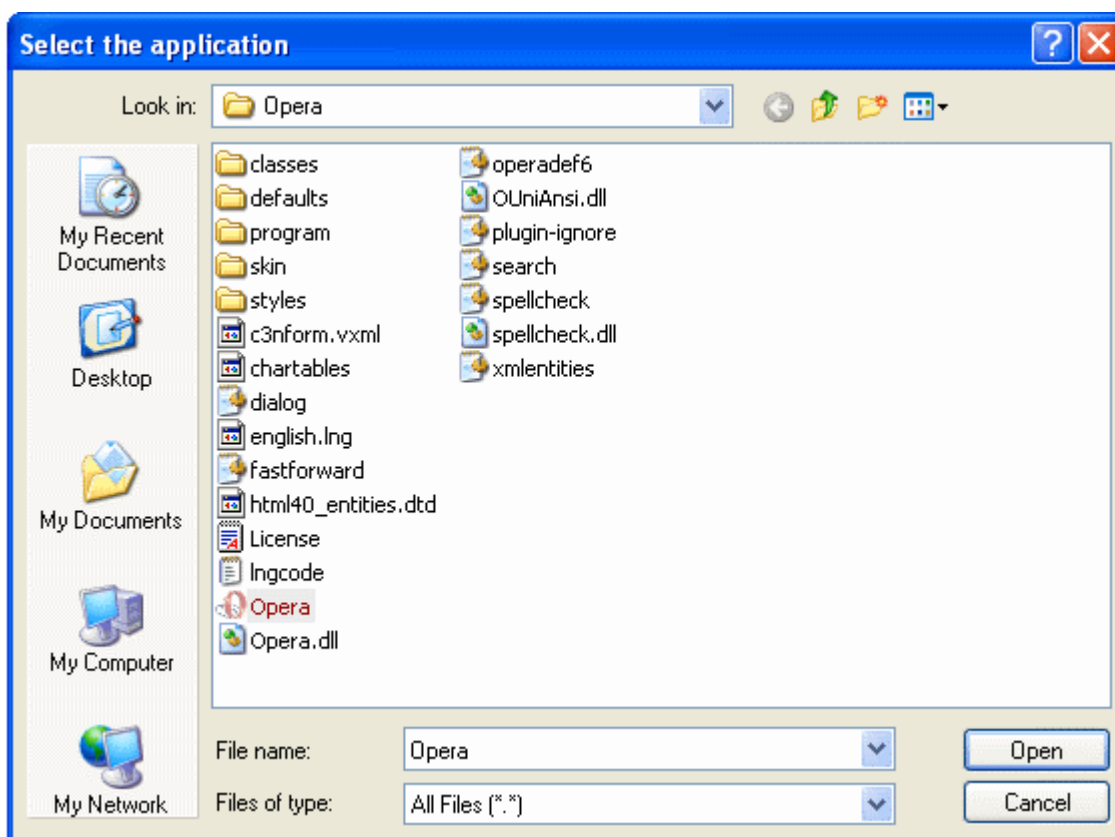 Select the application
Look in:
Opera
My Recent
Documents
Desktop
My Documents
My Computer
My Network
classes
defaults
program
skin
styles
c3nform.vxml
chartables
dialog
english.lng
fastforward
html40_entities.dtd
License
lngcode
Opera
Opera.dll
operadef6
OUniAnsi.dll
plugin-ignore
search
spellcheck
spellcheck.dll
xmlentities
File name:
Opera
Open
Files of type:
All Files (*.*)
Cancel